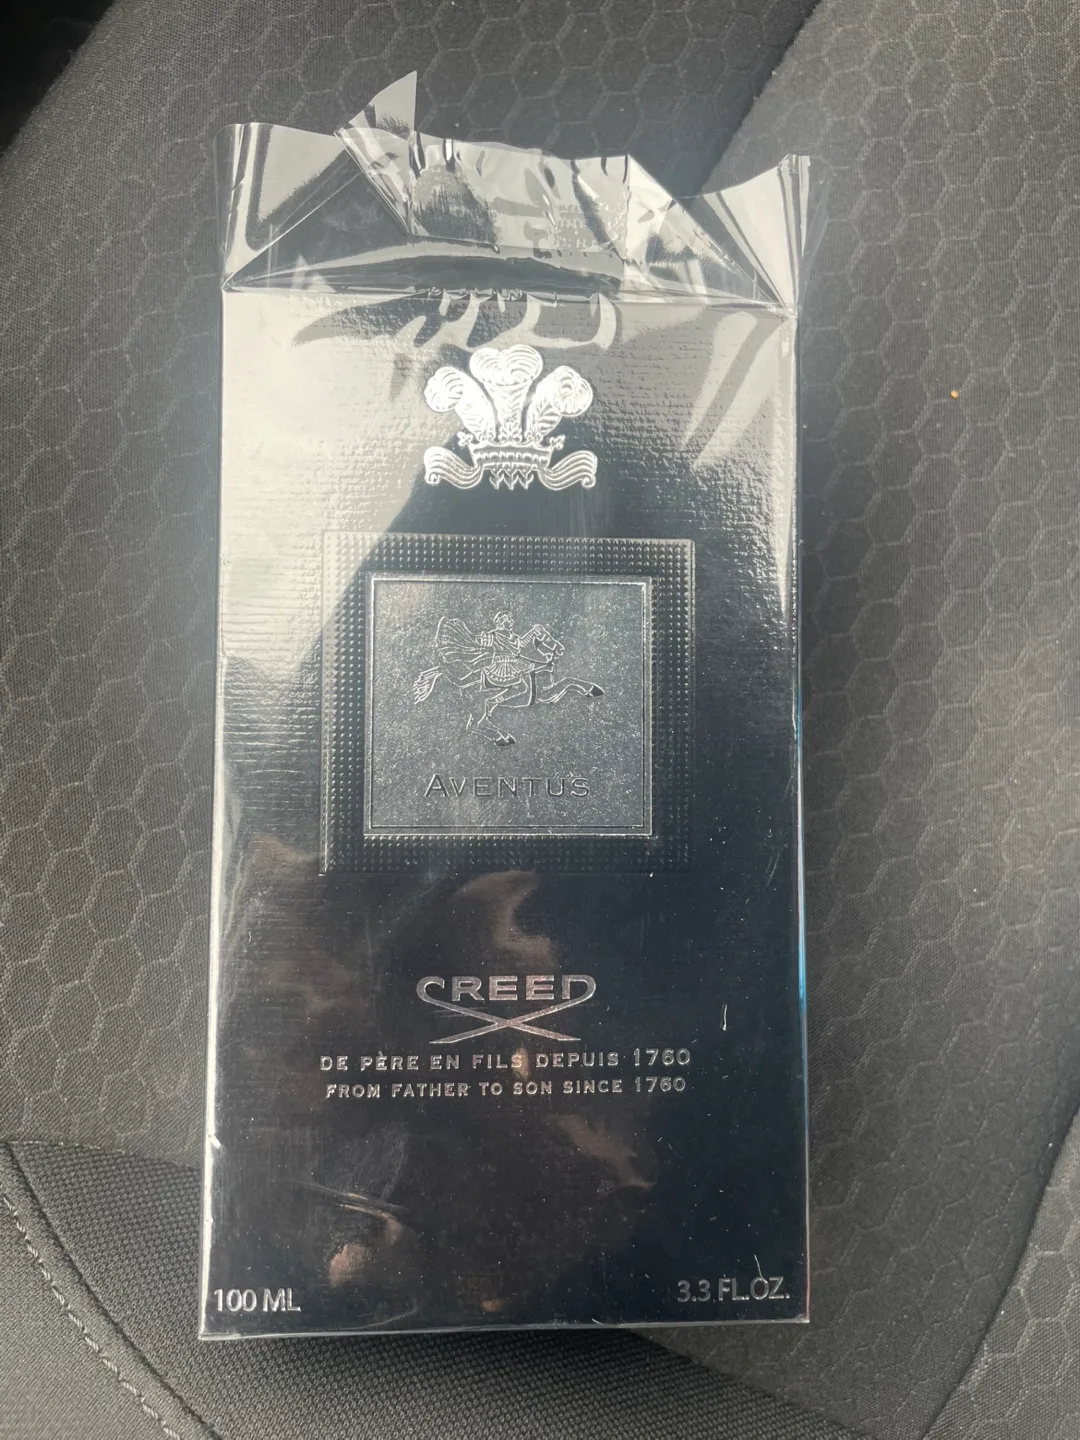 AVENTUS
CREED
DE PÈRE EN FILS DEPUIS 1760
FROM FATHER TO SON SINCE 1760
100 ML
3.3 FL.OZ.